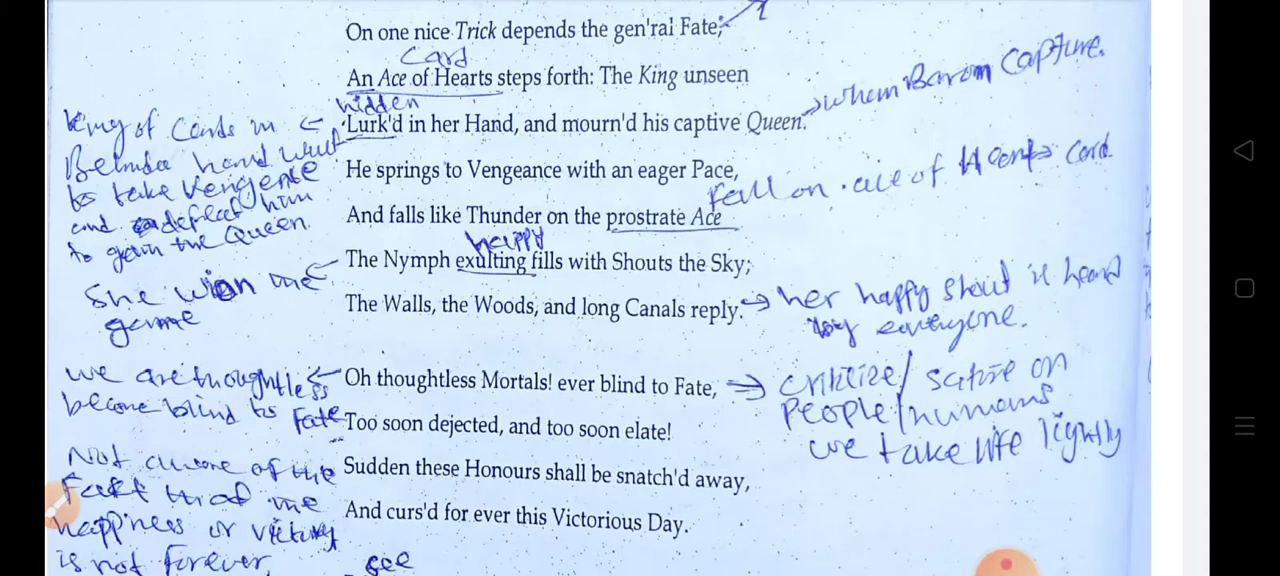 On one nice Trick depends the gen'ral Fate;
Card
An Ace of Hearts steps forth: The King unseen
hidden
Lurk'd in her Hand, and mourn'd his captive Queen.
whem Baron Capture.
king of Cards in
Belinda hand want
to take vengence
and defeat him
to gain the Queen.
He springs to Vengeance with an eager Pace,
fall on ace of Hearts card
And falls like Thunder on the prostrate Ace
happy
The Nymph exulting fills with Shouts the Sky;
She win the
game
The Walls, the Woods, and long Canals reply.
her happy shout is heard
by everyone.
Oh thoughtless Mortals! ever blind to Fate,
we are thoughtless
become blind to Fate
criticize/ satire on
People/humans
we take life lightly
Too soon dejected, and too soon elate!
Sudden these Honours shall be snatch'd away,
Not aware of the
Fact that the
happiness or victory
is not forever,
And curs'd for ever this Victorious Day.
see